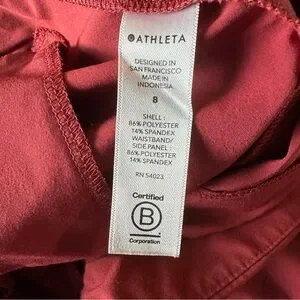 ATHLETA
DESIGNED IN
SAN FRANCISCO
MADE IN
INDONESIA
8
SHELL:
86% POLYESTER
14% SPANDEX
WAISTBAND/
SIDE PANEL:
86% POLYESTER
14% SPANDEX
RN 54023
Certified
B
Corporation